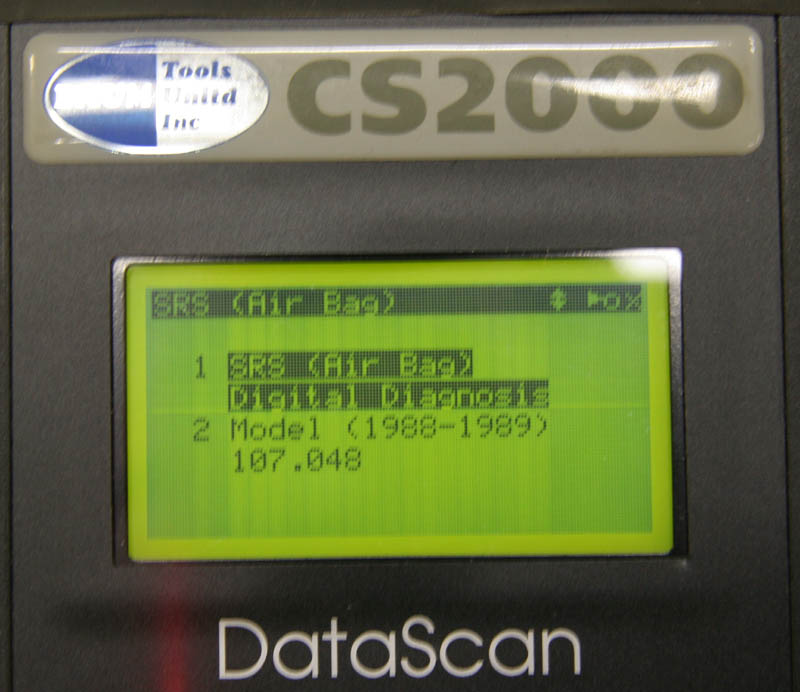 Tools
Unitd
Inc
CS2000
SRS (Air Bag)
1 SRS (Air Bag)
Digital Diagnosis
2 Model (1988-1989)
107.048
DataScan